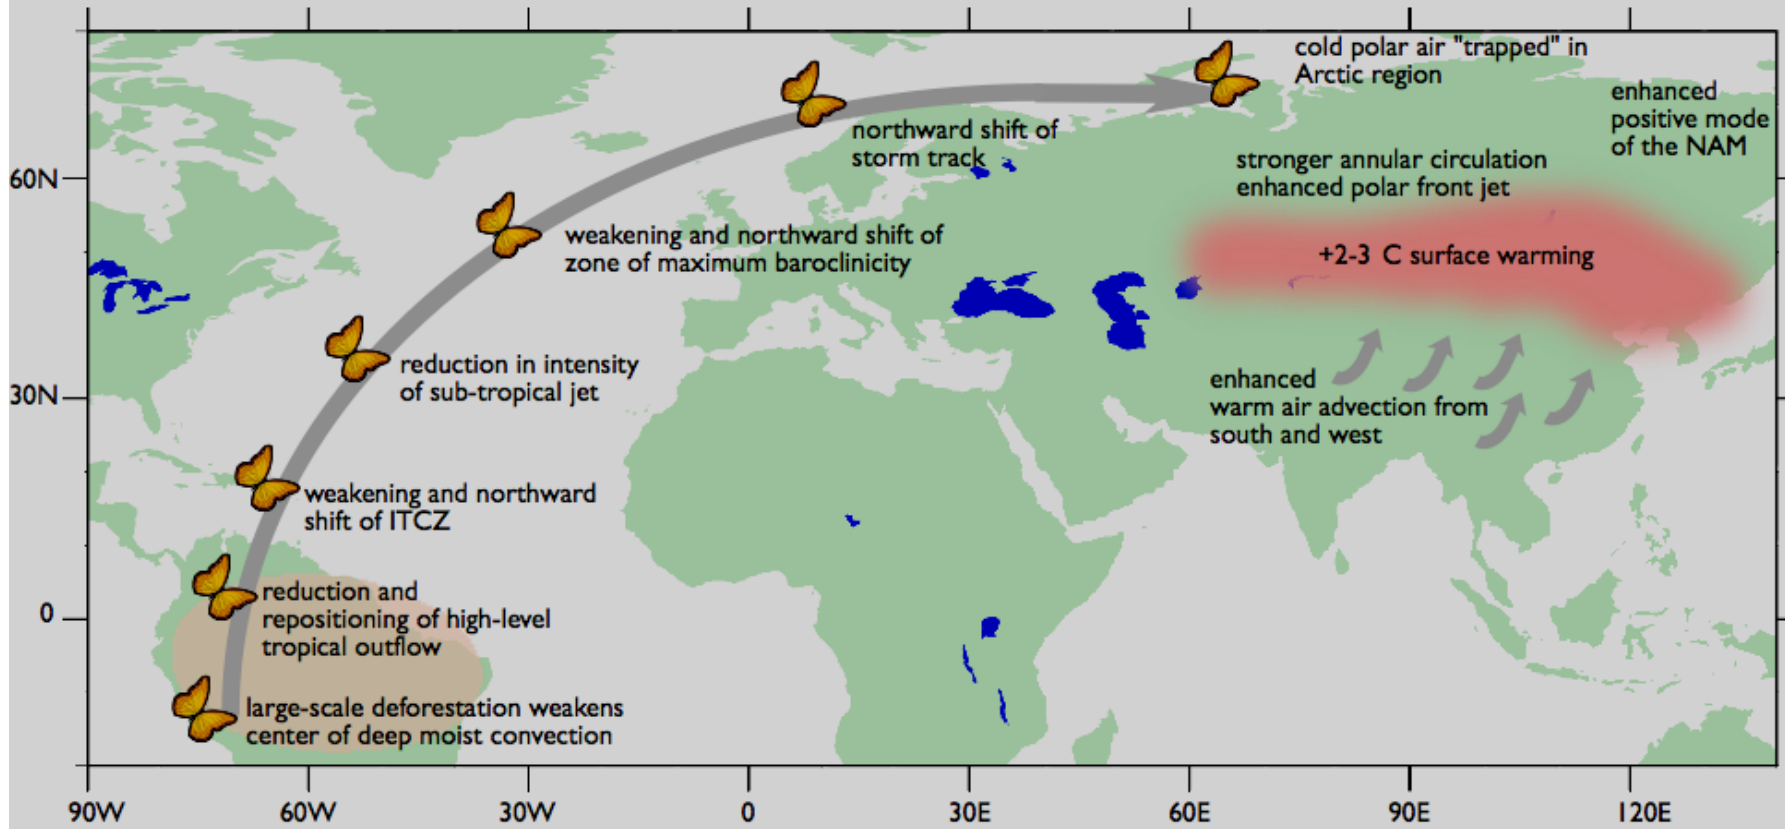 cold polar air "trapped" in
Arctic region
enhanced
positive mode
of the NAM
northward shift of
storm track
stronger annular circulation
enhanced polar front jet
60N
weakening and northward shift of
zone of maximum baroclinicity
+2-3 C surface warming
reduction in intensity
of sub-tropical jet
30N
enhanced
warm air advection from
south and west
weakening and northward
shift of ITCZ
reduction and
repositioning of high-level
tropical outflow
0
large-scale deforestation weakens
center of deep moist convection
90W 60W 30W 0 30E 60E 90E 120E